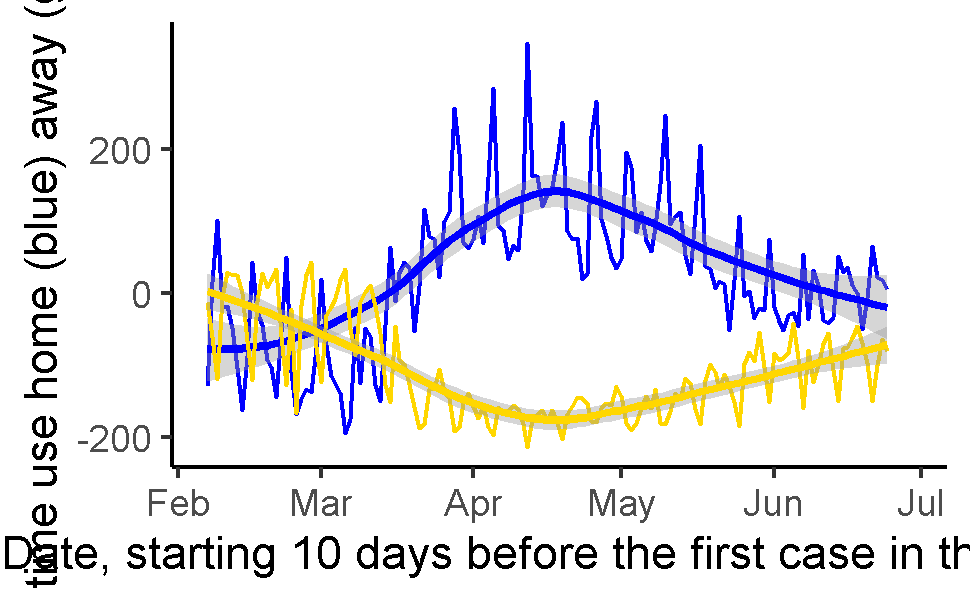 time use home (blue) away (
200
0
-200
Feb Mar Apr May Jun Jul
Date, starting 10 days before the first case in th